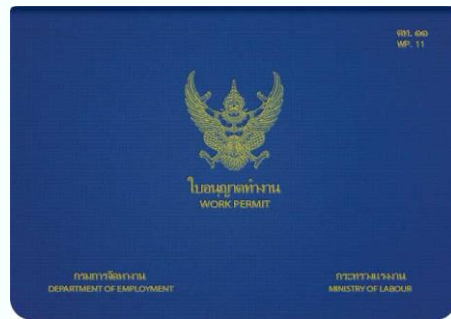 ตท. ๑๑
WP. 11
ใบอนุญาตทำงาน
WORK PERMIT
กรมการจัดหางาน
DEPARTMENT OF EMPLOYMENT
กระทรวงแรงงาน
MINISTRY OF LABOUR